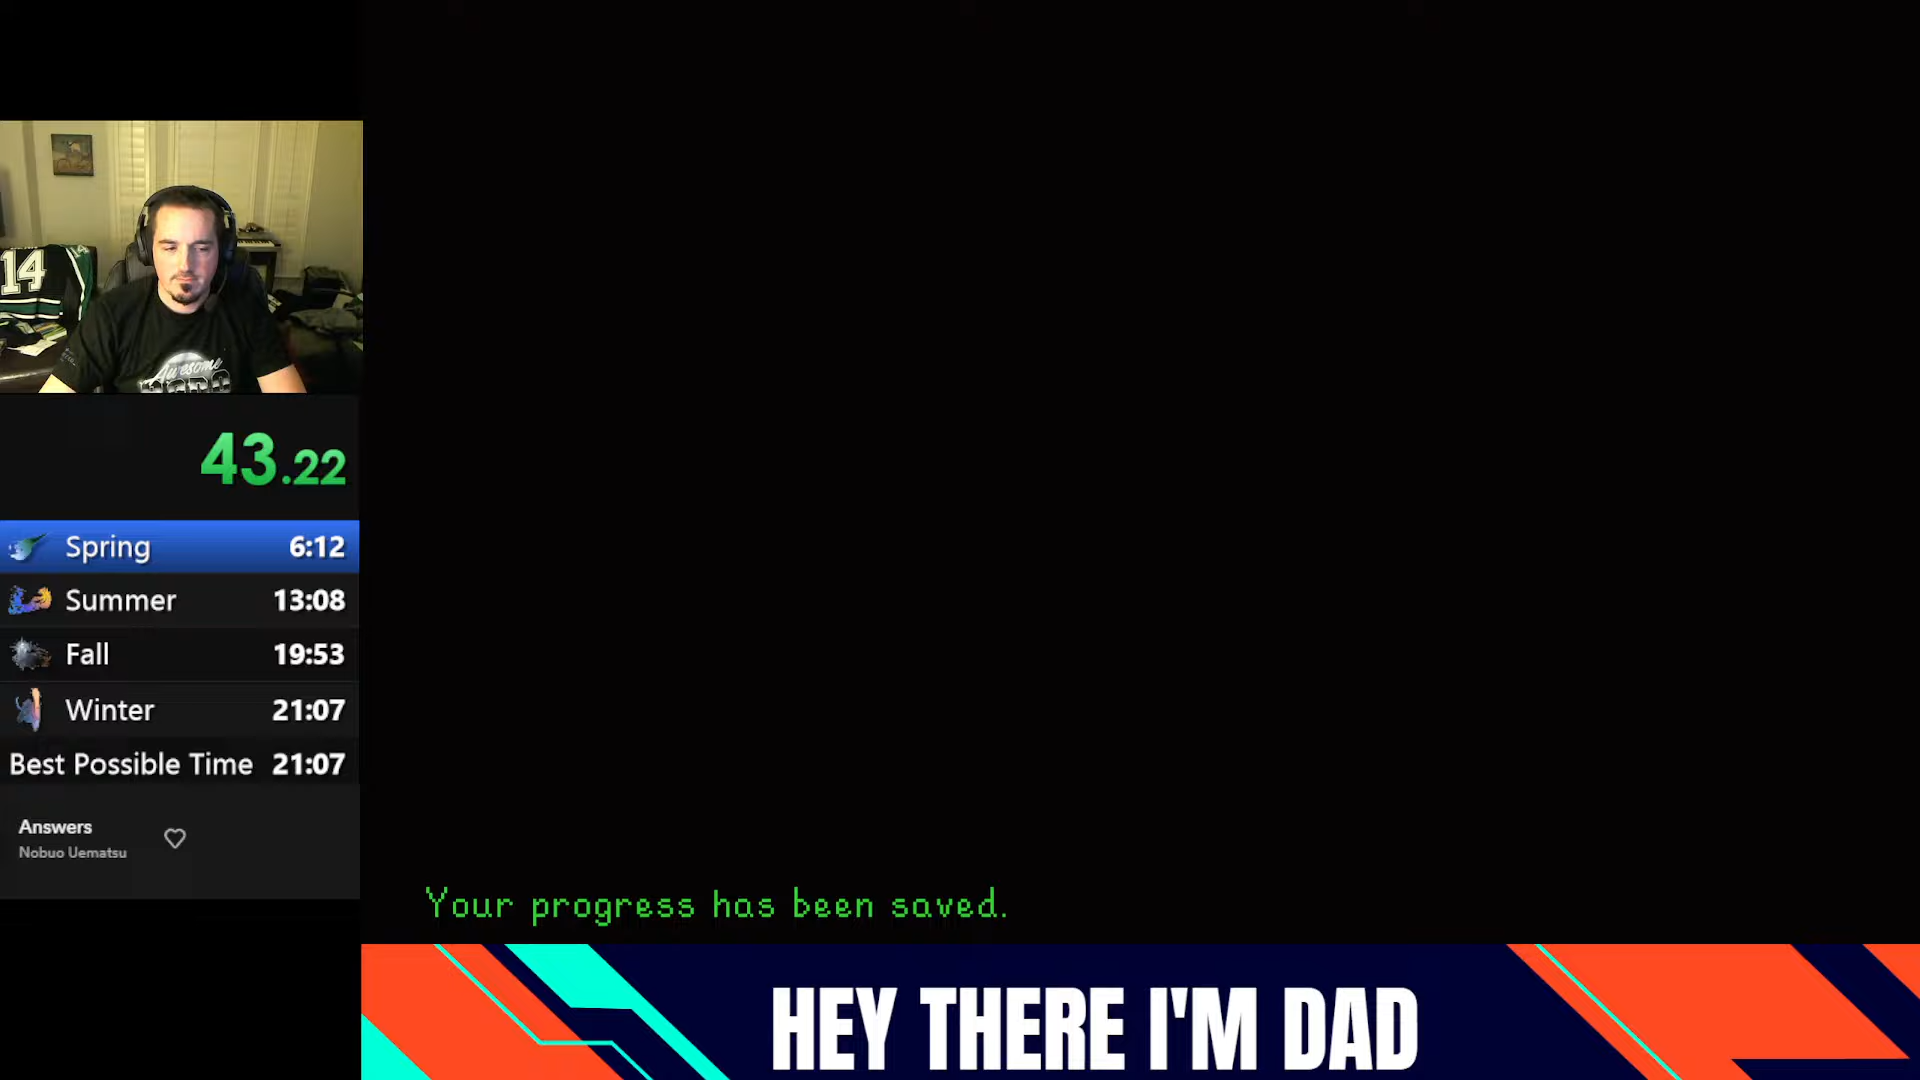 14
Awesome
43.22
Spring 6:12
Summer 13:08
Fall 19:53
Winter 21:07
Best Possible Time 21:07
Answers
Nobuo Uematsu
Your progress has been saved.
HEY THERE I'M DAD